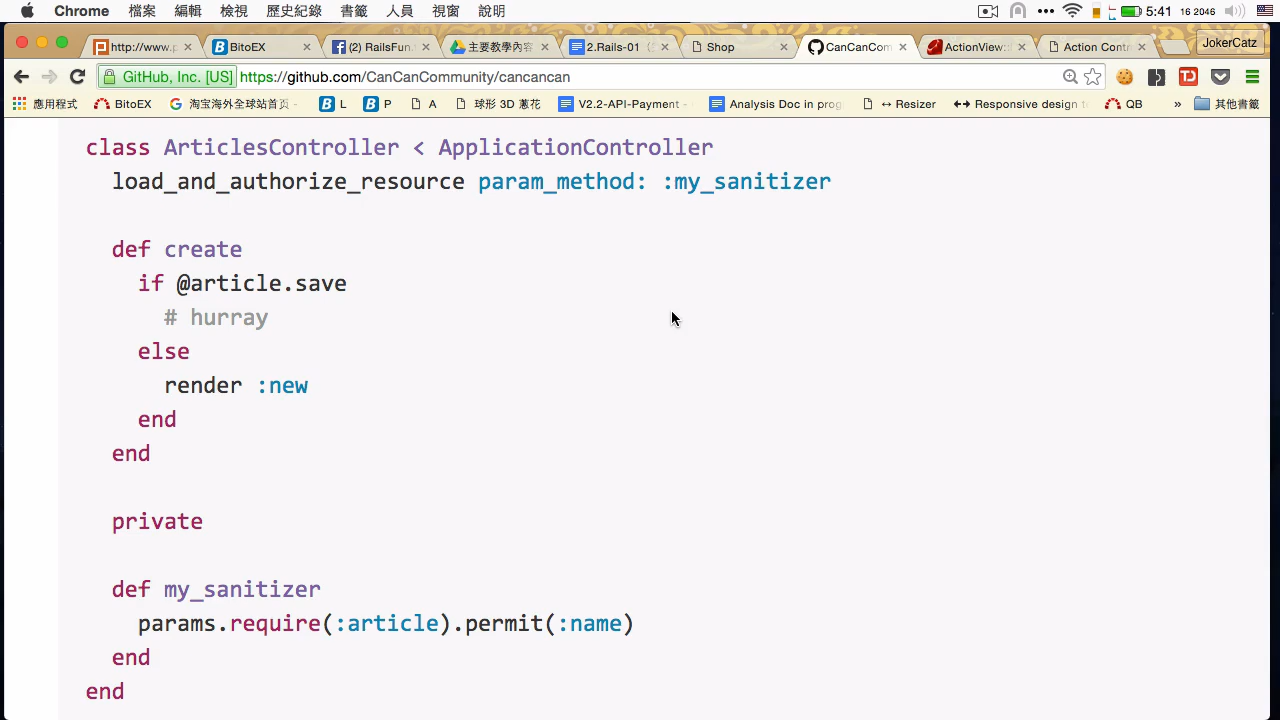 Chrome 檔案 編輯 檢視 歷史紀錄 書籤 人員 視窗 說明 5:41 16 2046
http://www.p BitoEX (2) RailsFun. 主要教學內容 2.Rails-01 Shop CanCanCom ActionView:: Action Contr JokerCatz
GitHub, Inc. [US] https://github.com/CanCanCommunity/cancancan
應用程式 BitoEX 淘宝海外全球站首页 - L P A 球形 3D 蔥花 V2.2-API-Payment - Analysis Doc in prog ↔ Resizer Responsive design t QB » 其他書籤
class ArticlesController < ApplicationController
load_and_authorize_resource param_method: :my_sanitizer
def create
if @article.save
# hurray
else
render :new
end
end
private
def my_sanitizer
params.require(:article).permit(:name)
end
end